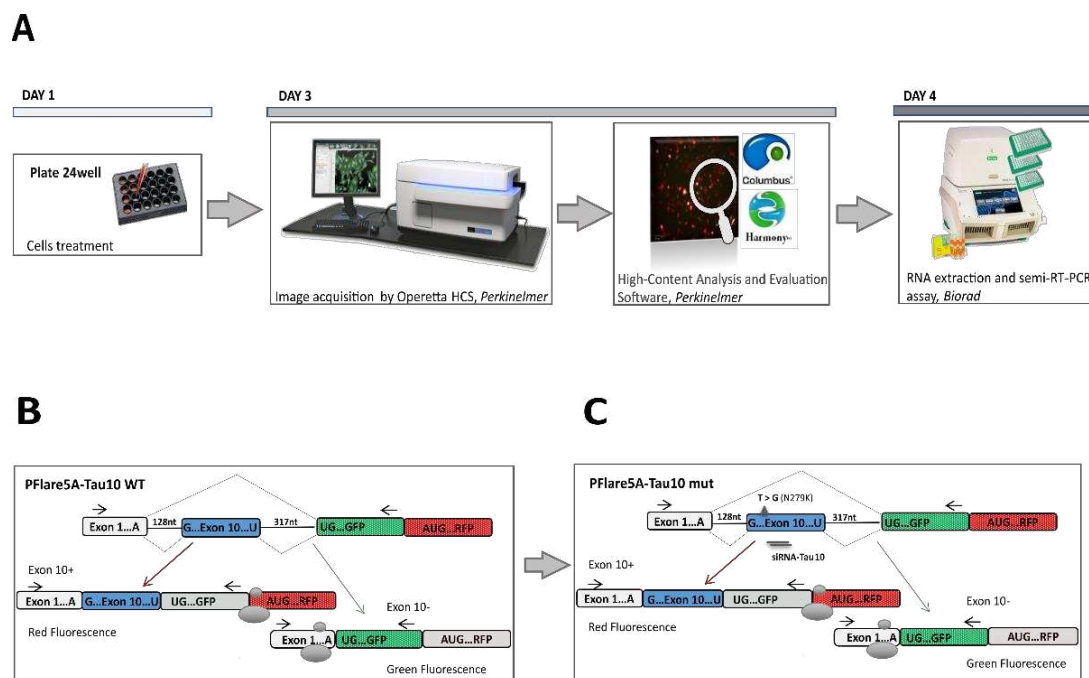 A
DAY 1
DAY 3
DAY 4
Plate 24well
Cells treatment
Image acquisition by Operetta HCS, PerkinElmer
Columbus®
Harmony
High-Content Analysis and Evaluation
Software, PerkinElmer
RNA extraction and semi-RT-PCR
assay, Biorad
B
PFlare5A-Tau10 WT
Exon 1...A
128nt
G...Exon 10...U
317nt
UG...GFP
AUG...RFP
Exon 10+
Exon 1...A
G...Exon 10...U
UG...GFP
AUG...RFP
Red Fluorescence
Exon 10-
Exon 1...A
UG...GFP
AUG...RFP
Green Fluorescence
C
PFlare5A-Tau10 mut
T > G (N279K)
Exon 1...A
128nt
G...Exon 10...U
317nt
UG...GFP
AUG...RFP
siRNA-Tau10
Exon 10+
Exon 1...A
G...Exon 10...U
UG...GFP
AUG...RFP
Red Fluorescence
Exon 10-
Exon 1...A
UG...GFP
AUG...RFP
Green Fluorescence